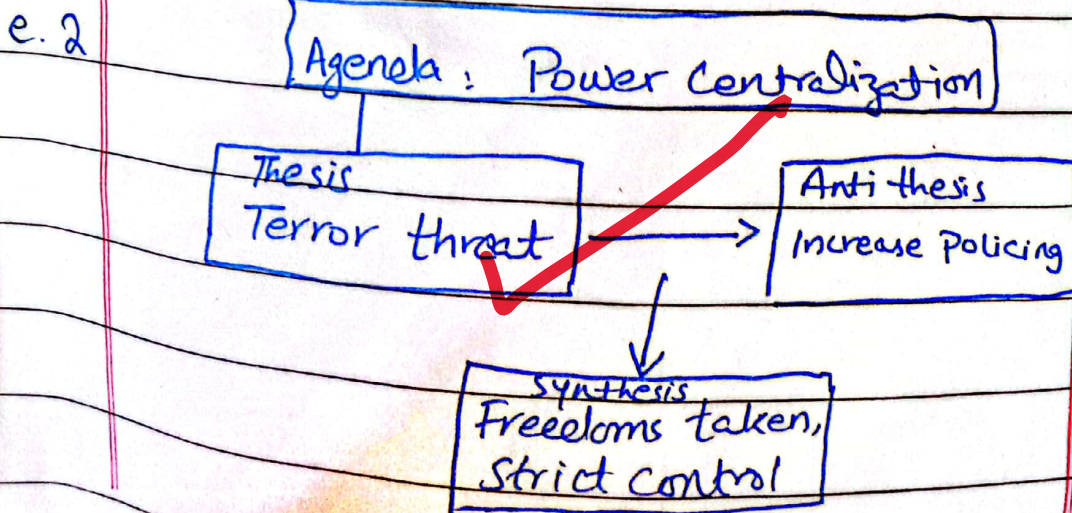 e. 2
Agenda : Power Centralization
Thesis
Terror threat
Anti thesis
Increase Policing
Synthesis
Freedoms taken,
Strict control